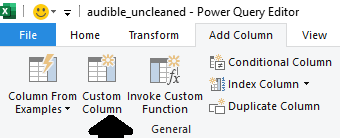 audible_uncleaned - Power Query Editor
File Home Transform Add Column View
Column From Examples
Custom Column
Invoke Custom Function
Conditional Column
Index Column
Duplicate Column
General